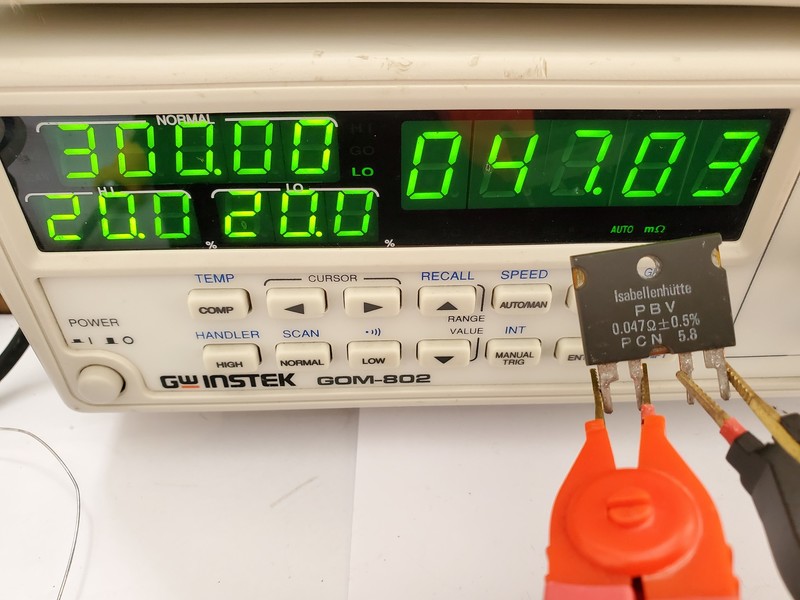 NORMAL
300.00
HI
GO
LO
047.03
HI
LO
20.0 %
20.0 %
AUTO mΩ
TEMP
CURSOR
RECALL
SPEED
COMP
◄
►
▲
AUTO/MAN
RANGE
POWER
HANDLER
SCAN
VALUE
INT
HIGH
NORMAL
LOW
▼
MANUAL
TRIG
GW INSTEK GOM-802
Isabellenhütte
PBV
0.047Ω±0.5%
PCN 5.8